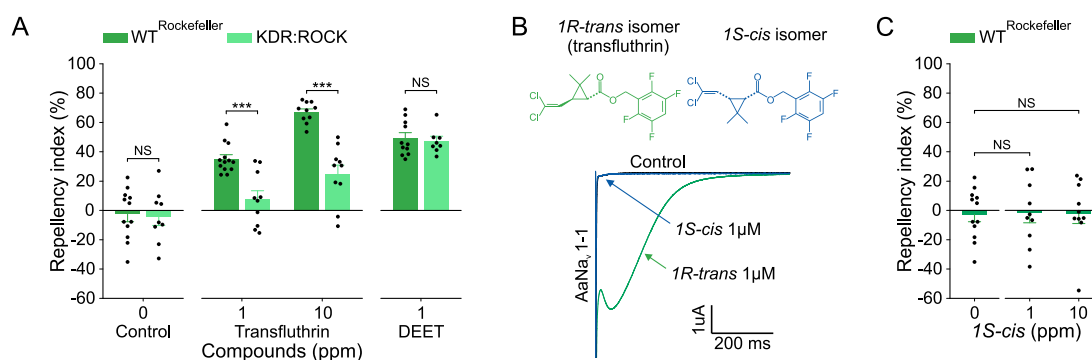 A
WT Rockefeller KDR:ROCK
Repellency index (%)
100
80
60
40
20
0
-20
-40
-60
NS
***
***
NS
0 1 10 1
Control Transfluthrin DEET
Compounds (ppm)
B
1R-trans isomer
(transfluthrin)
1S-cis isomer
Cl
Cl
O
O
F
F
F
F
Cl
Cl
O
O
F
F
F
F
Control
AaNav 1-1
1S-cis 1µM
1R-trans 1µM
1uA
200 ms
C
WT Rockefeller
Repellency index (%)
100
80
60
40
20
0
-20
-40
-60
NS
NS
0 1 10
1S-cis (ppm)